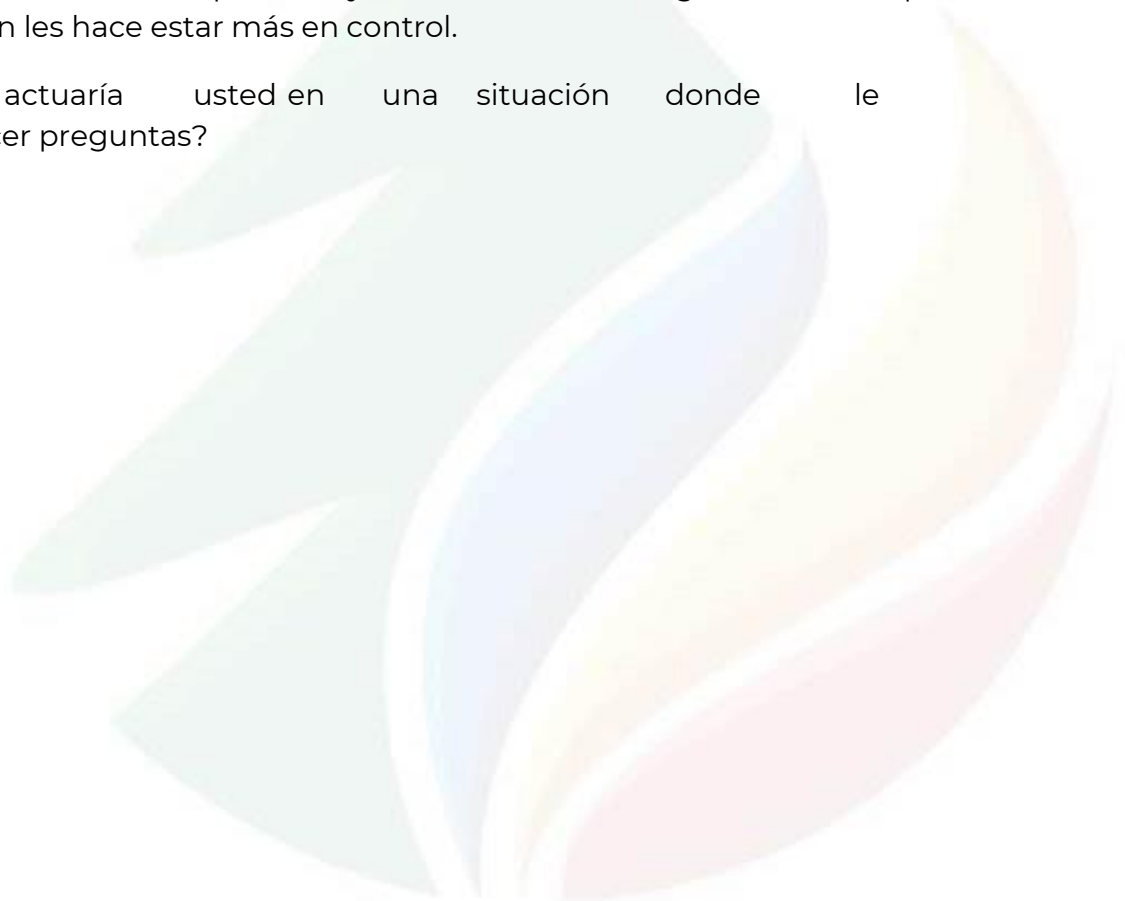 n les hace estar más en control.
actuaría usted en una situación donde le
er preguntas?